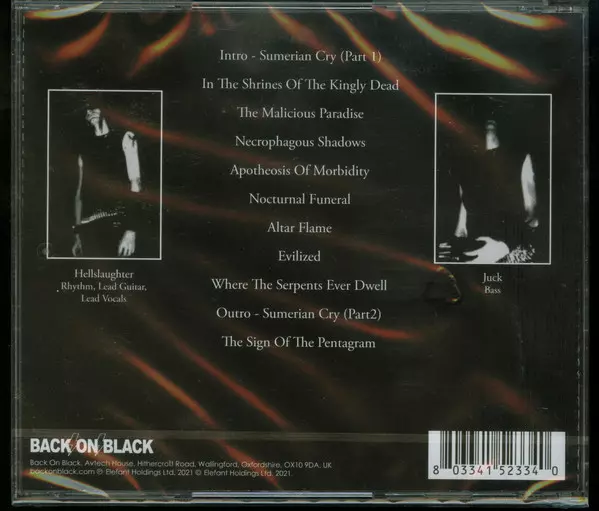 Intro - Sumerian Cry (Part 1)
In The Shrines Of The Kingly Dead
The Malicious Paradise
Necrophagous Shadows
Apotheosis Of Morbidity
Nocturnal Funeral
Altar Flame
Evilized
Where The Serpents Ever Dwell
Outro - Sumerian Cry (Part2)
The Sign Of The Pentagram
Hellslaughter
Rhythm, Lead Guitar,
Lead Vocals
Juck
Bass
BACK ON BLACK
Back On Black, Avtech House, Hithercroft Road, Wallingford, Oxfordshire, OX10 9DA, UK
backonblack.com ℗ Elefant Holdings Ltd. 2021 © Elefant Holdings Ltd. 2021.
8 03341 52334 0